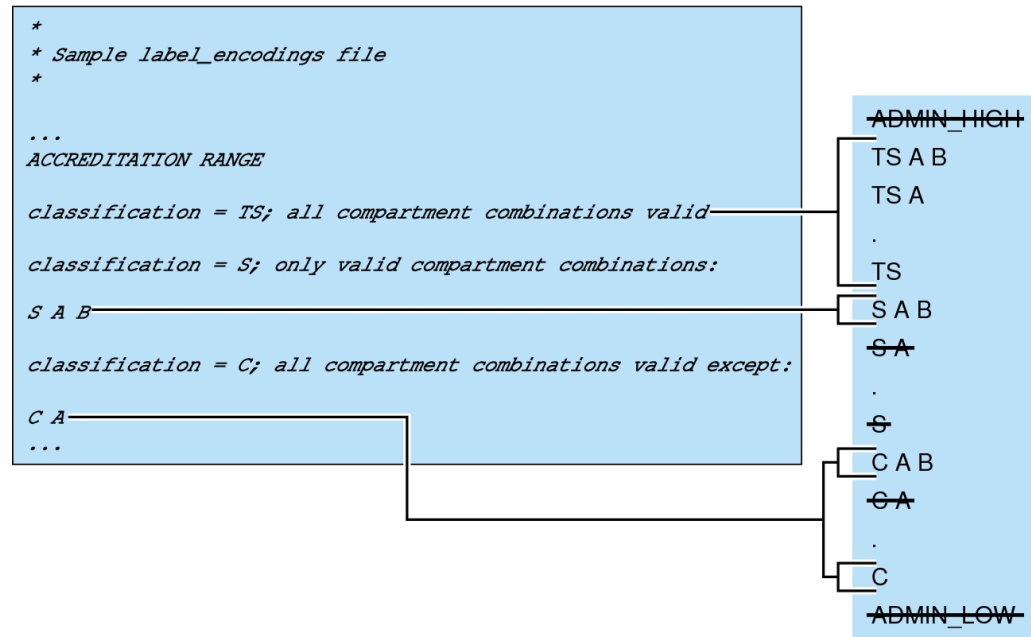 *
* Sample label_encodings file
*
...
ACCREDITATION RANGE
classification = TS; all compartment combinations valid
classification = S; only valid compartment combinations:
S A B
classification = C; all compartment combinations valid except:
C A
...
ADMIN_HIGH
TS A B
TS A
.
TS
S A B
S A
.
S
C A B
C A
.
C
ADMIN_LOW